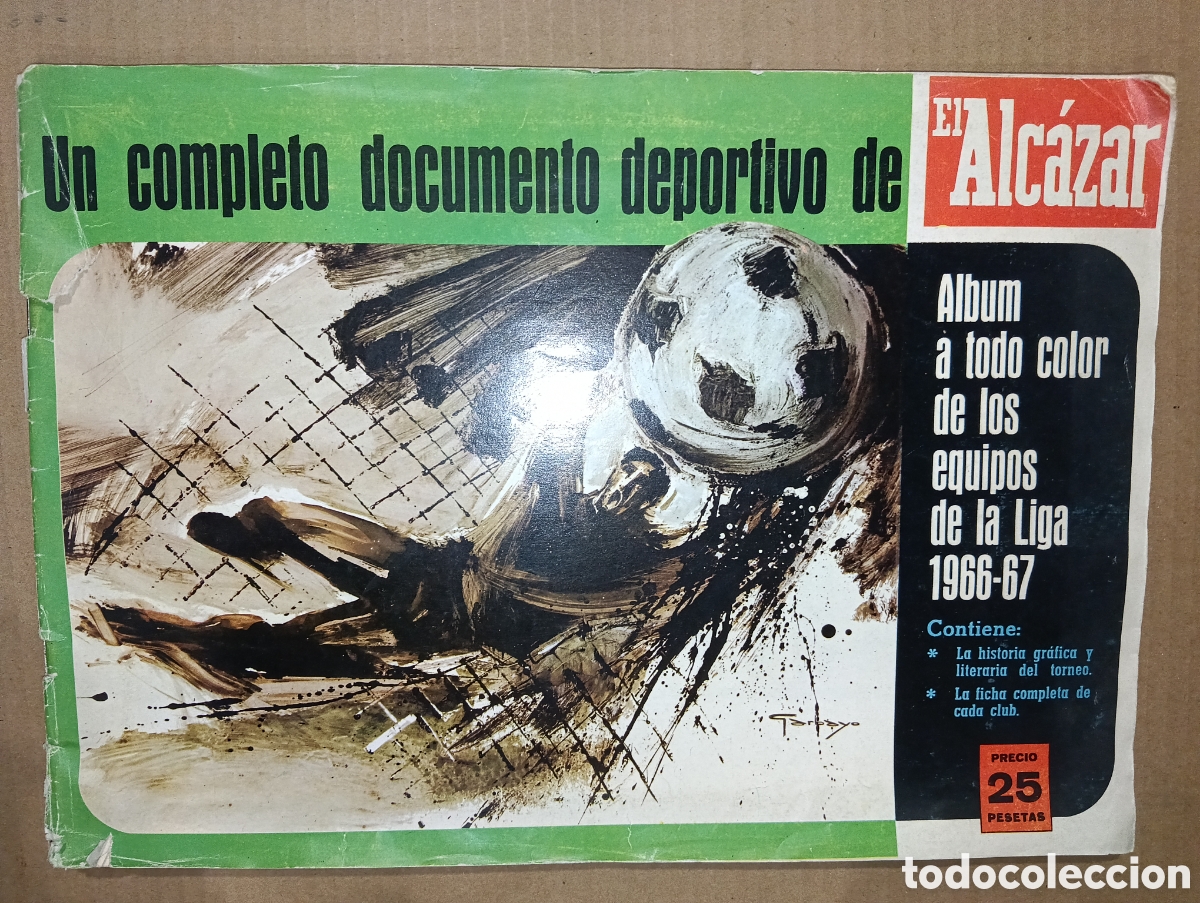 Un completo documento deportivo de
El
Alcázar
Album
a todo color
de los
equipos
de la Liga
1966-67
Contiene:
* La historia gráfica y
literaria del torneo.
* La ficha completa de
cada club.
PRECIO
25
PESETAS
todocoleccion